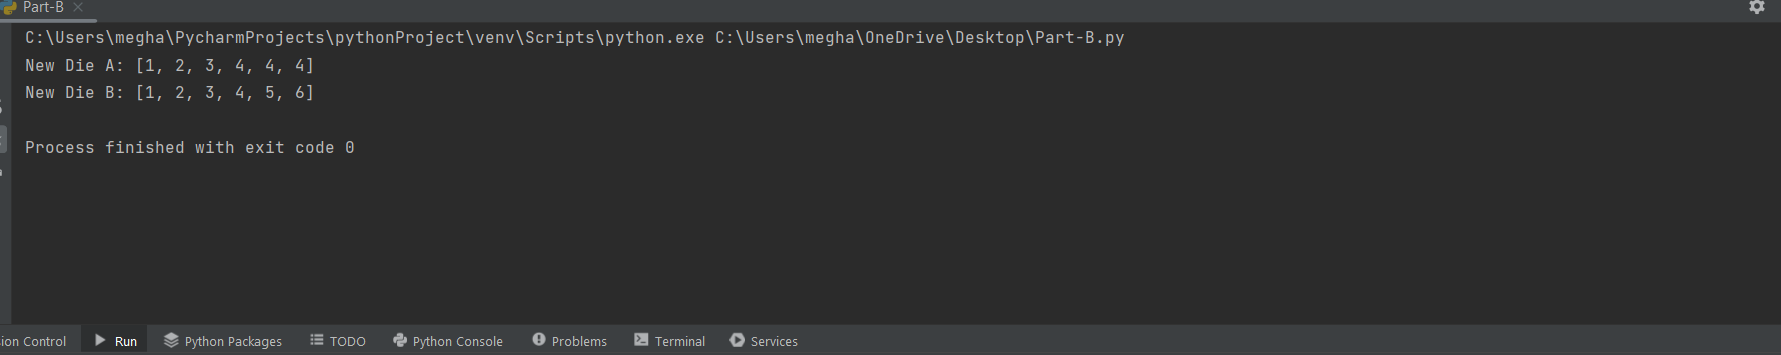 Part-B
C:\Users\megha\PycharmProjects\pythonProject\venv\Scripts\python.exe C:\Users\megha\OneDrive\Desktop\Part-B.py
New Die A: [1, 2, 3, 4, 4, 4]
New Die B: [1, 2, 3, 4, 5, 6]
Process finished with exit code 0
sion Control Run Python Packages TODO Python Console Problems Terminal Services